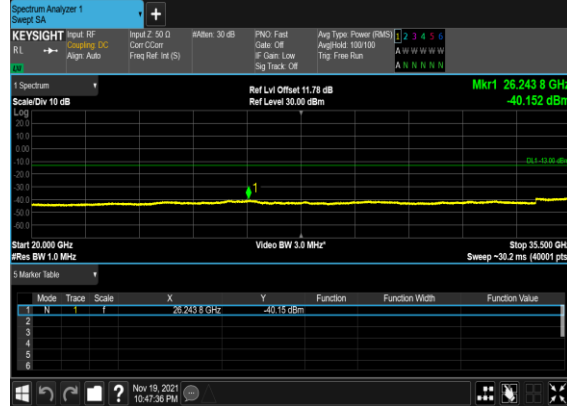 Spectrum Analyzer 1
Swept SA
+
KEYSIGHT Input: RF Input Z: 50 Ω #Atten: 30 dB PNO: Fast Avg Type: Power (RMS) 1 2 3 4 5 6
RL Coupling: DC Corr CCorr Gate: Off Avg|Hold: 100/100 A W W W W W
Align: Auto Freq Ref: Int (S) IF Gain: Low Trig: Free Run
Sig Track: Off A N N N N N
1 Spectrum Ref Lvl Offset 11.78 dB Mkr1 26.243 8 GHz
Scale/Div 10 dB Ref Level 30.00 dBm -40.152 dBm
Log
20.0
10.0
0.00
-10.0
DL1 -13.00 dBm
-20.0
-30.0
1
-40.0
-50.0
-60.0
Start 20.000 GHz Video BW 3.0 MHz* Stop 35.500 GHz
#Res BW 1.0 MHz Sweep ~30.2 ms (40001 pts)
5 Marker Table
Mode Trace Scale X Y Function Function Width Function Value
1 N 1 f 26.243 8 GHz -40.15 dBm
2
3
4
5
6
? Nov 19, 2021
10:47:36 PM